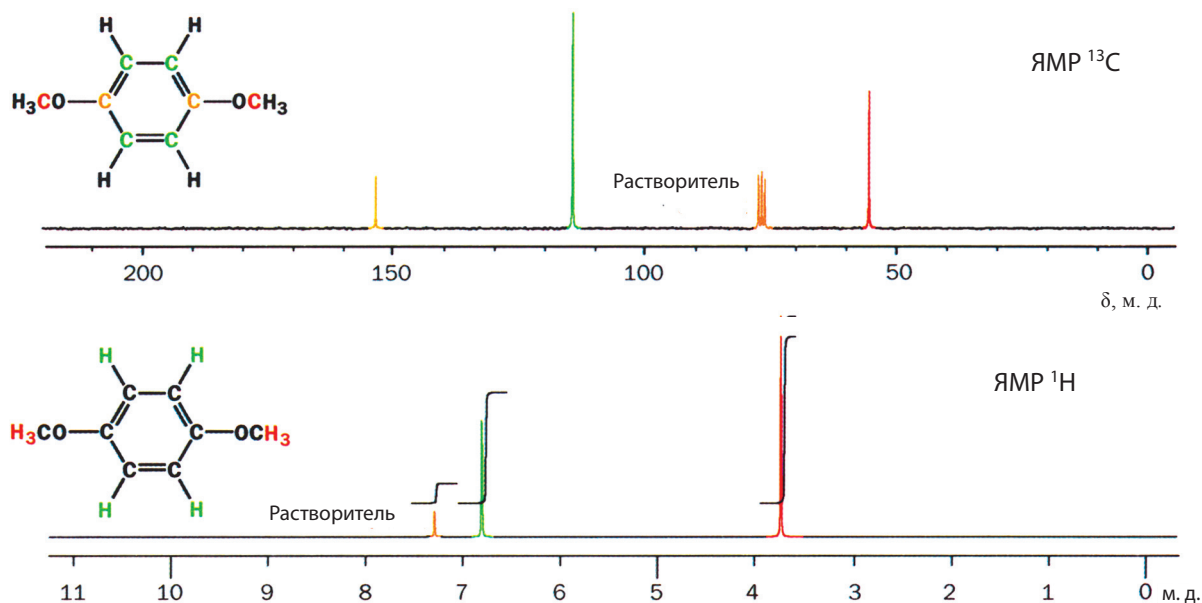 H H
ЯМР ¹³C
C C
H₃CO C C OCH₃
C C
H H
Растворитель
200 150 100 50 0
δ, м. д.
H H
ЯМР ¹H
C C
H₃CO C C OCH₃
C C
H H
Растворитель
11 10 9 8 7 6 5 4 3 2 1 0 м. д.